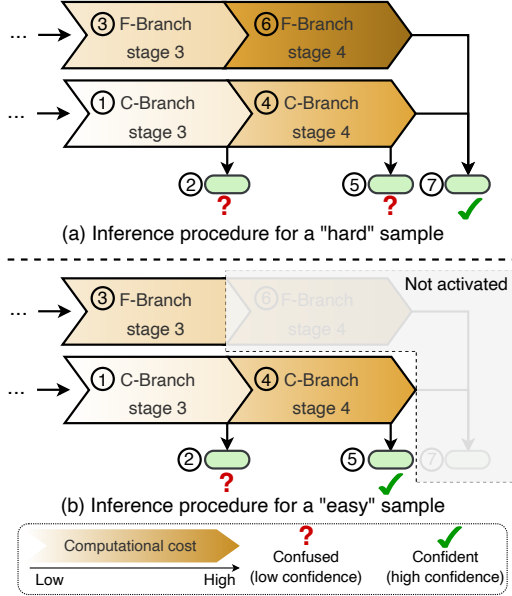 ... ③ F-Branch stage 3 ⑥ F-Branch stage 4
... ① C-Branch stage 3 ④ C-Branch stage 4
② ⑤ ⑦
? ?
(a) Inference procedure for a "hard" sample
Not activated
... ③ F-Branch stage 3 ⑥ F-Branch stage 4
... ① C-Branch stage 3 ④ C-Branch stage 4
② ⑤ ⑦
?
(b) Inference procedure for a "easy" sample
Computational cost
Low High
? Confused (low confidence)
Confident (high confidence)